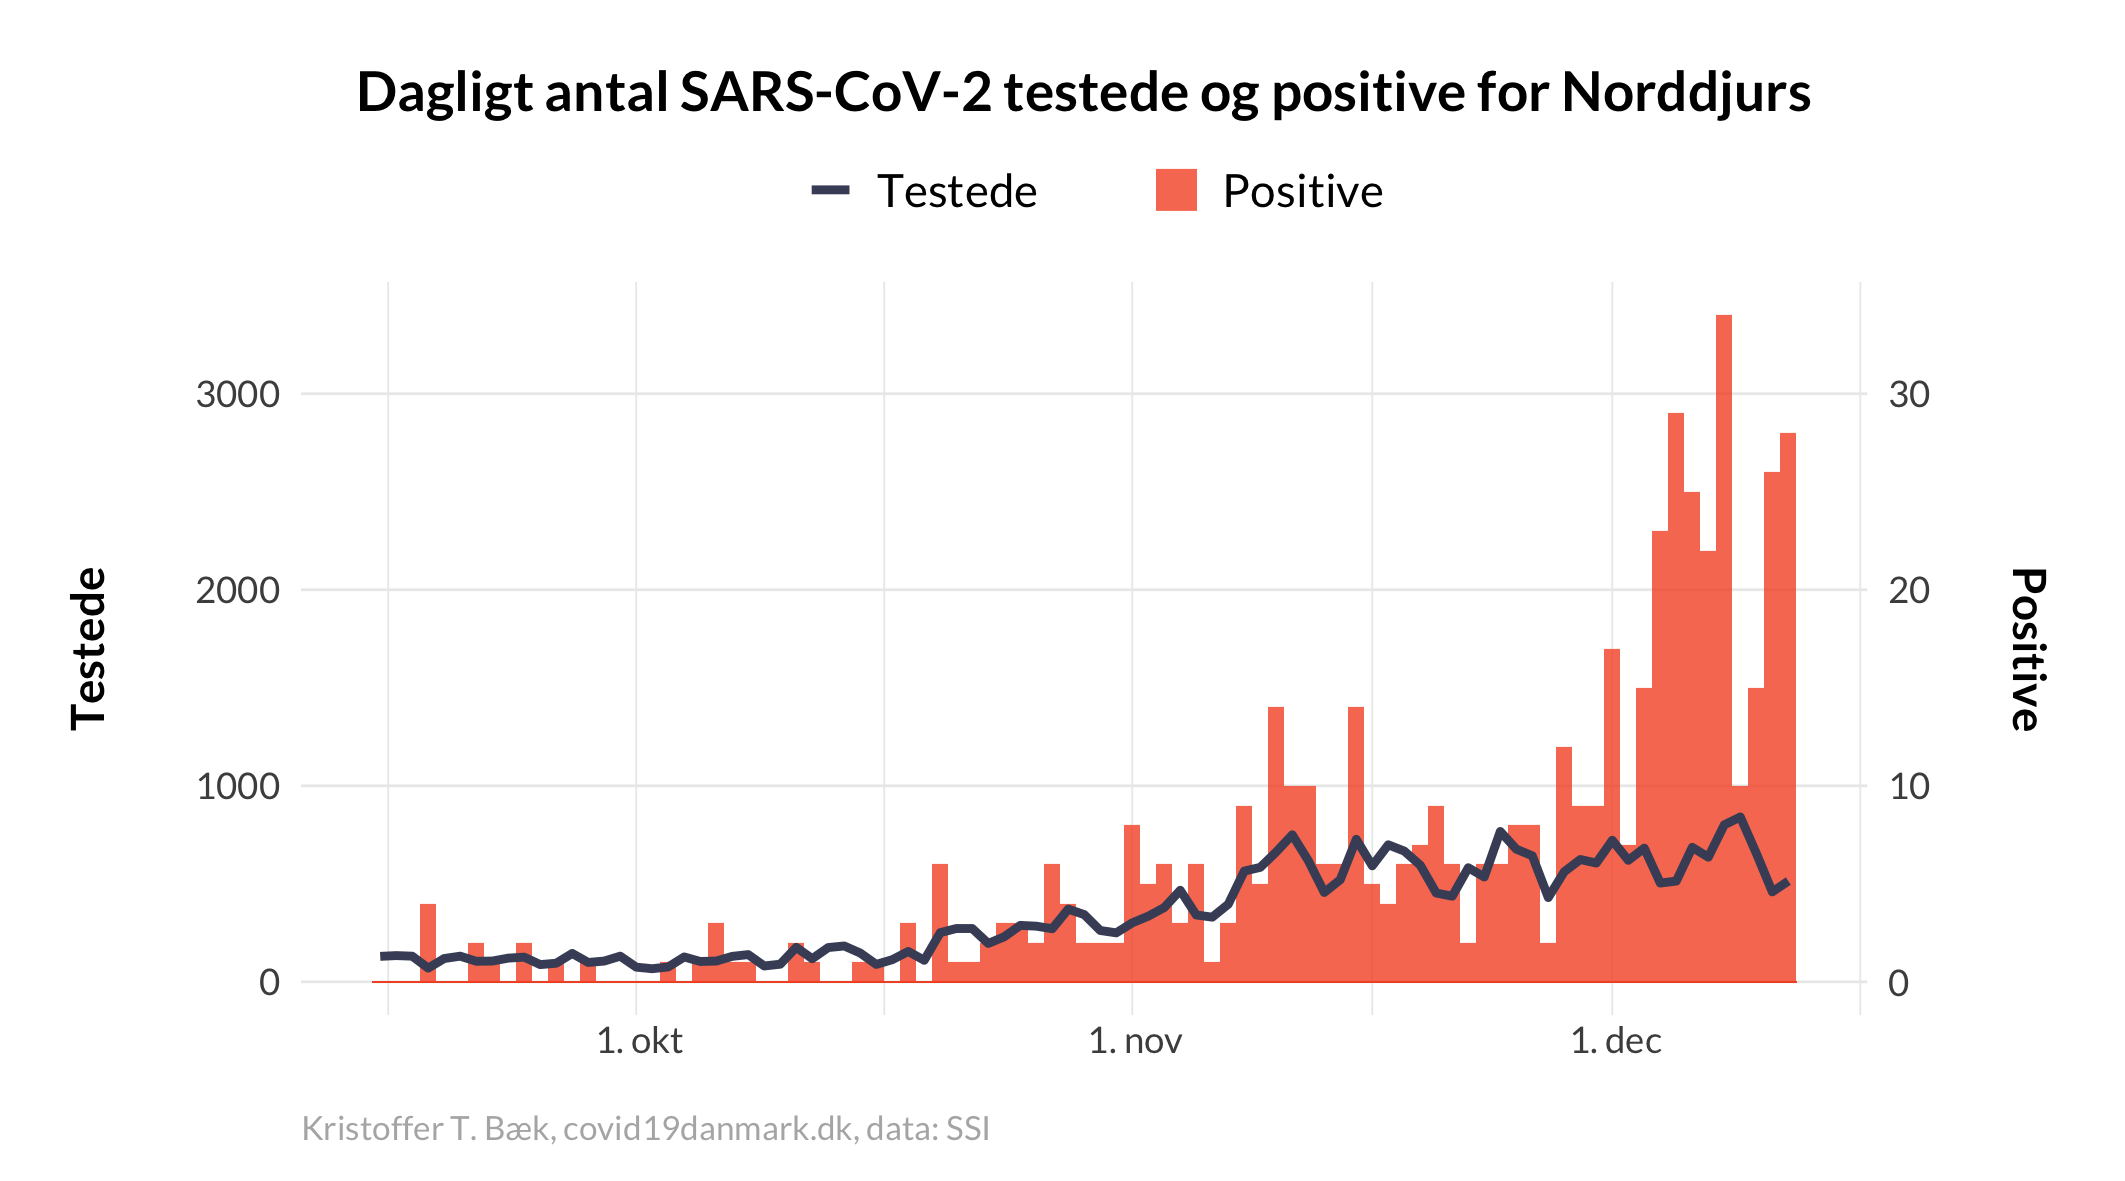 Dagligt antal SARS-CoV-2 testede og positive for Norddjurs
Testede
Positive
3000
2000
1000
0
30
20
10
0
Testede
Positive
1. okt
1. nov
1. dec
Kristoffer T. Bæk, covid19danmark.dk, data: SSI